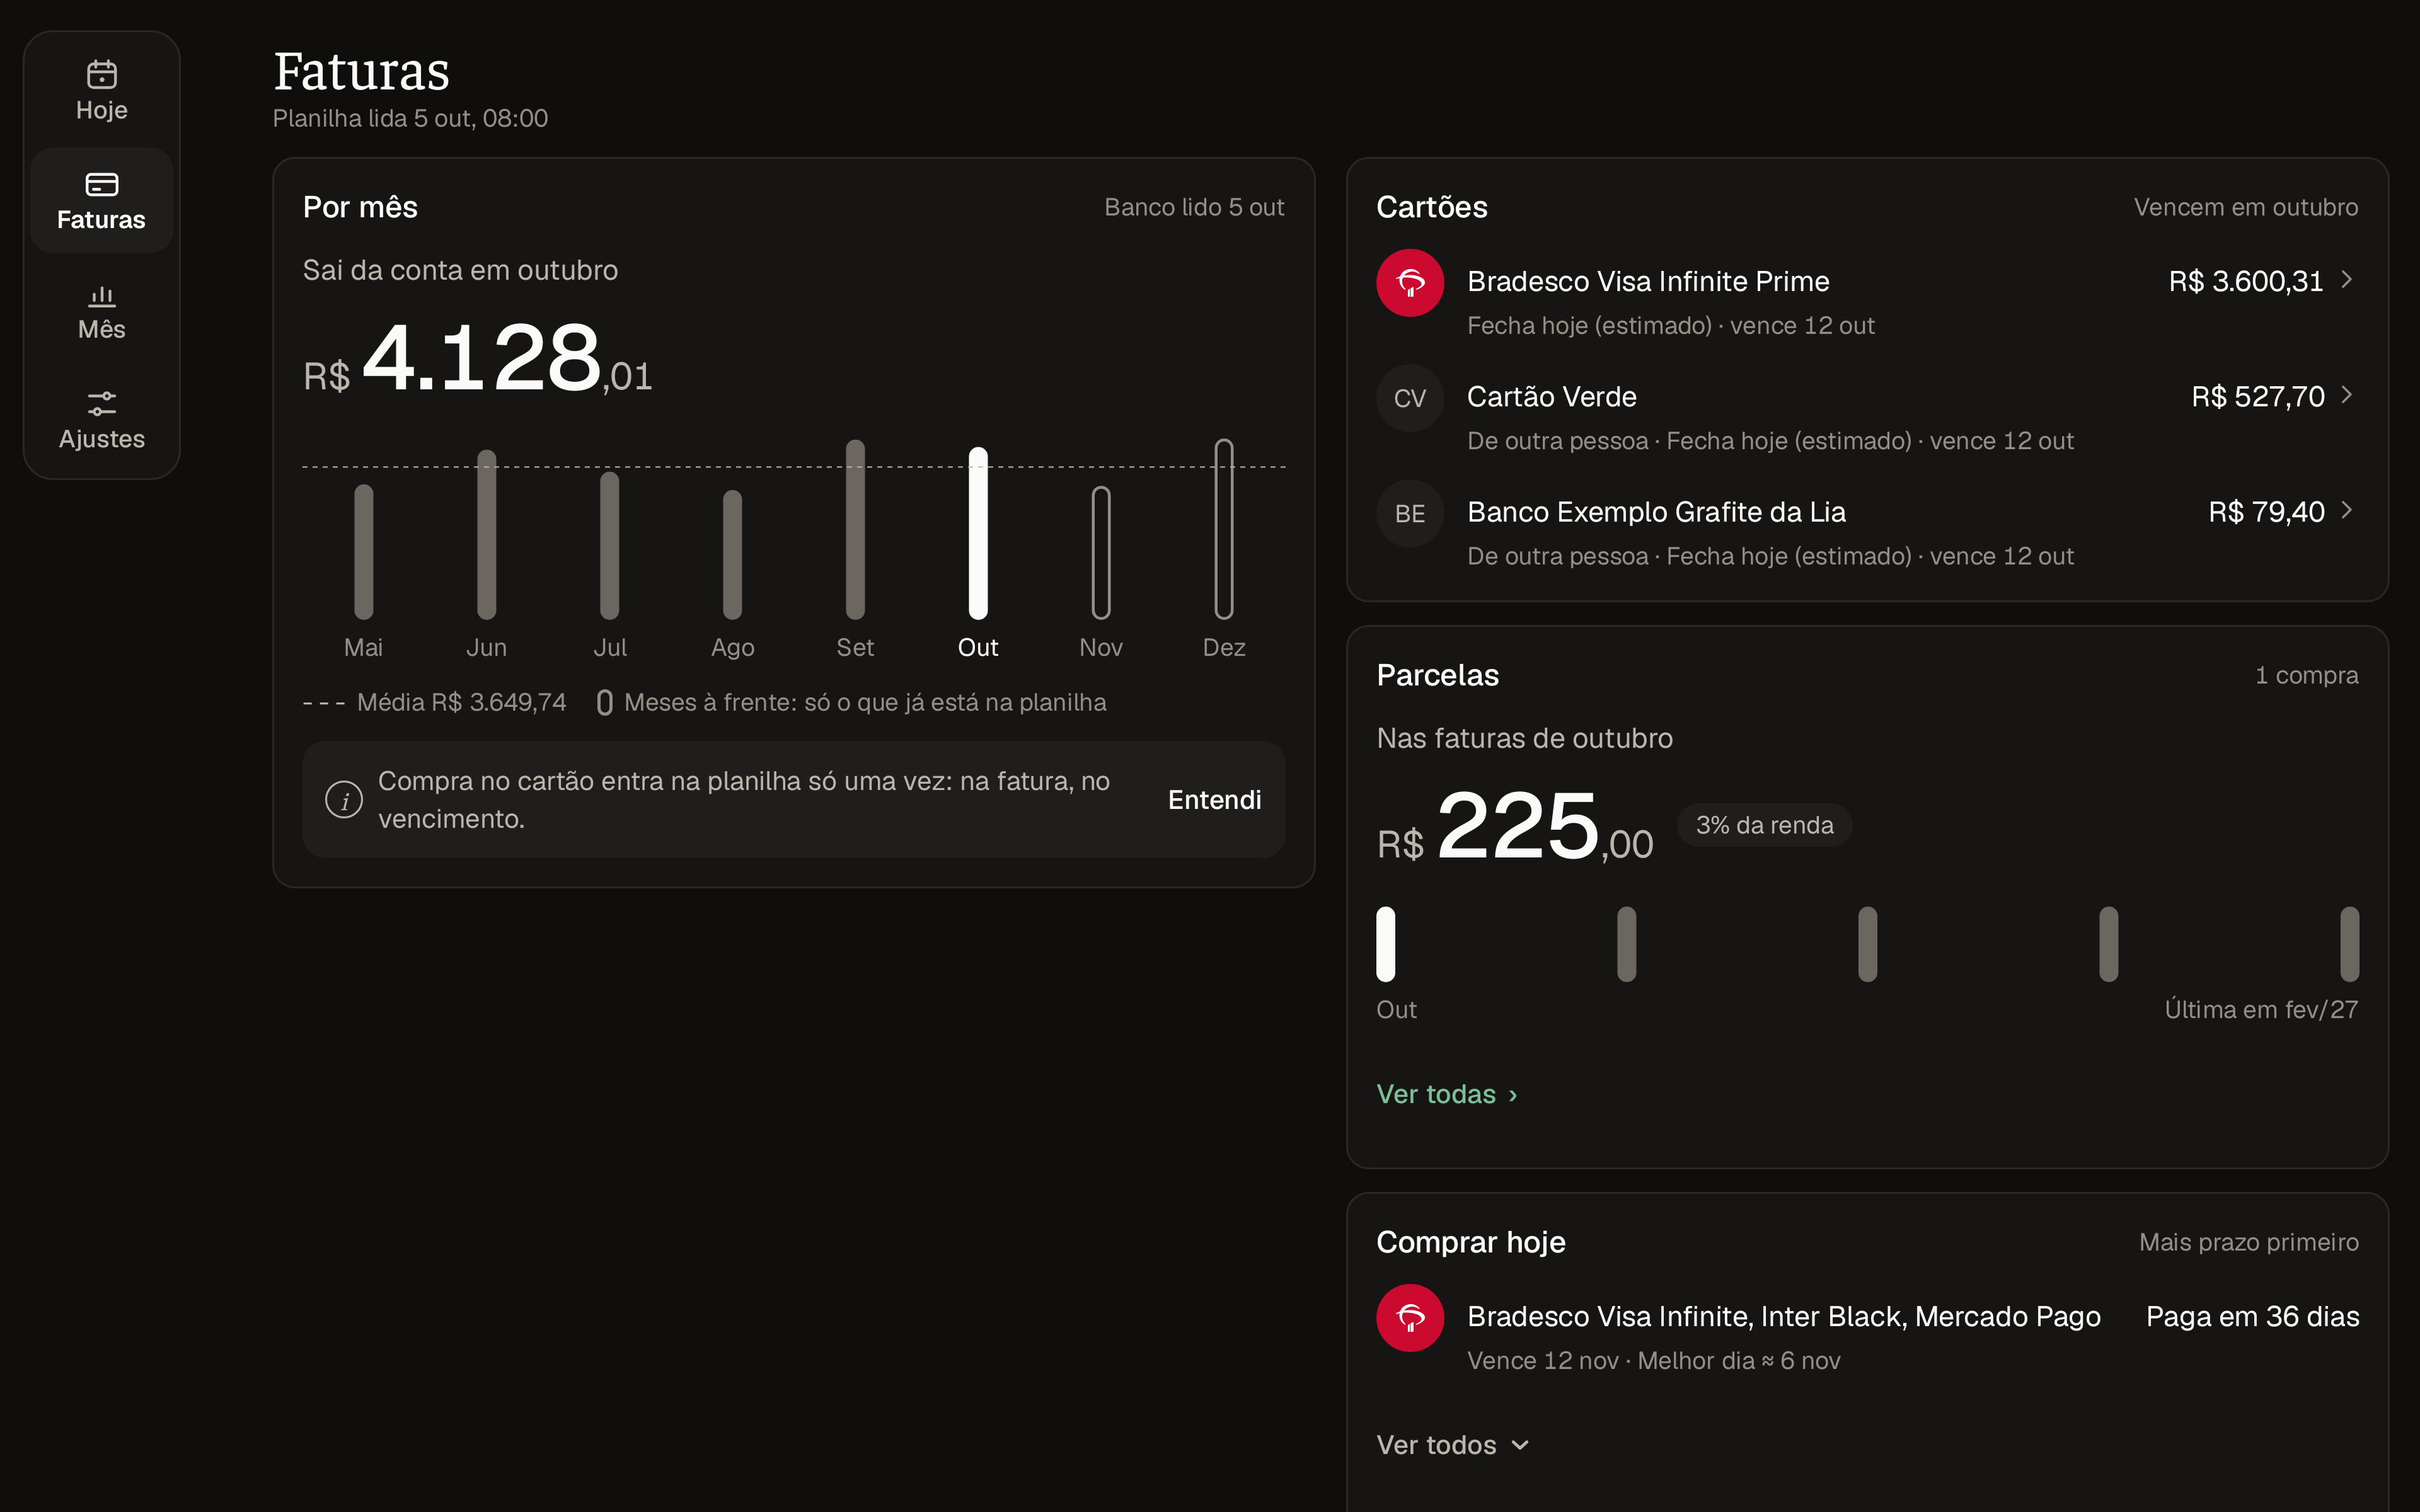 Hoje
Faturas
Mês
Ajustes
Faturas
Planilha lida 5 out, 08:00
Por mês
Banco lido 5 out
Sai da conta em outubro
R$ 4.128,01
Mai Jun Jul Ago Set Out Nov Dez
Média R$ 3.649,74
Meses à frente: só o que já está na planilha
Compra no cartão entra na planilha só uma vez: na fatura, no
vencimento.
Entendi
Cartões
Vencem em outubro
Bradesco Visa Infinite Prime
R$ 3.600,31
Fecha hoje (estimado) · vence 12 out
CV
Cartão Verde
R$ 527,70
De outra pessoa · Fecha hoje (estimado) · vence 12 out
BE
Banco Exemplo Grafite da Lia
R$ 79,40
De outra pessoa · Fecha hoje (estimado) · vence 12 out
Parcelas
1 compra
Nas faturas de outubro
R$ 225,00
3% da renda
Out
Última em fev/27
Ver todas ›
Comprar hoje
Mais prazo primeiro
Bradesco Visa Infinite, Inter Black, Mercado Pago
Paga em 36 dias
Vence 12 nov · Melhor dia ≈ 6 nov
Ver todos